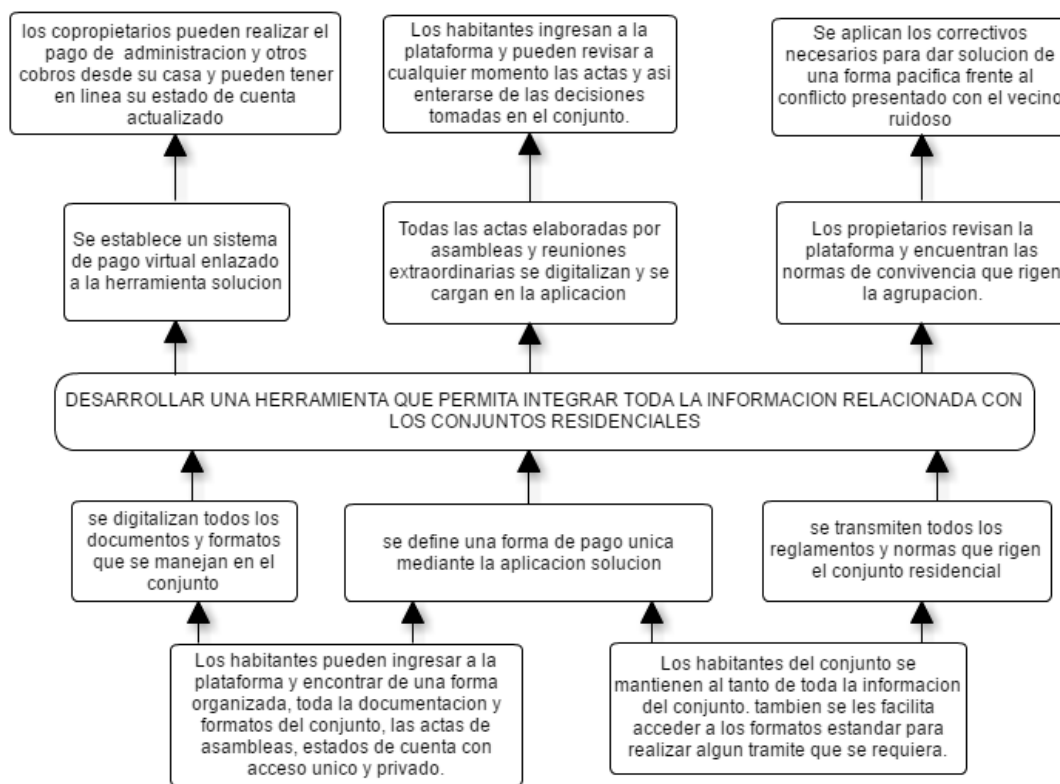 los copropietarios pueden realizar el
pago de administracion y otros
cobros desde su casa y pueden tener
en linea su estado de cuenta
actualizado
Los habitantes ingresan a la
plataforma y pueden revisar a
cualquier momento las actas y asi
enterarse de las decisiones
tomadas en el conjunto.
Se aplican los correctivos
necesarios para dar solucion de
una forma pacifica frente al
conflicto presentado con el vecino
ruidoso
Se establece un sistema
de pago virtual enlazado
a la herramienta solucion
Todas las actas elaboradas por
asambleas y reuniones
extraordinarias se digitalizan y se
cargan en la aplicacion
Los propietarios revisan la
plataforma y encuentran las
normas de convivencia que rigen
la agrupacion.
DESARROLLAR UNA HERRAMIENTA QUE PERMITA INTEGRAR TODA LA INFORMACION RELACIONADA CON
LOS CONJUNTOS RESIDENCIALES
se digitalizan todos los
documentos y formatos
que se manejan en el
conjunto
se define una forma de pago unica
mediante la aplicacion solucion
se transmiten todos los
reglamentos y normas que rigen
el conjunto residencial
Los habitantes pueden ingresar a la
plataforma y encontrar de una forma
organizada, toda la documentacion y
formatos del conjunto, las actas de
asambleas, estados de cuenta con
acceso unico y privado.
Los habitantes del conjunto se
mantienen al tanto de toda la informacion
del conjunto. tambien se les facilita
acceder a los formatos estandar para
realizar algun tramite que se requiera.